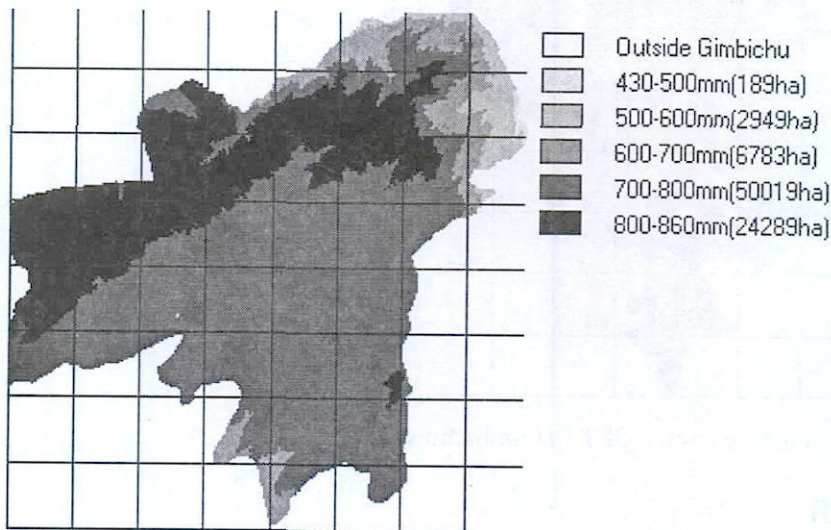 Outside Gimbichu
430-500mm(189ha)
500-600mm(2949ha)
600-700mm(6783ha)
700-800mm(50019ha)
800-860mm(24289ha)